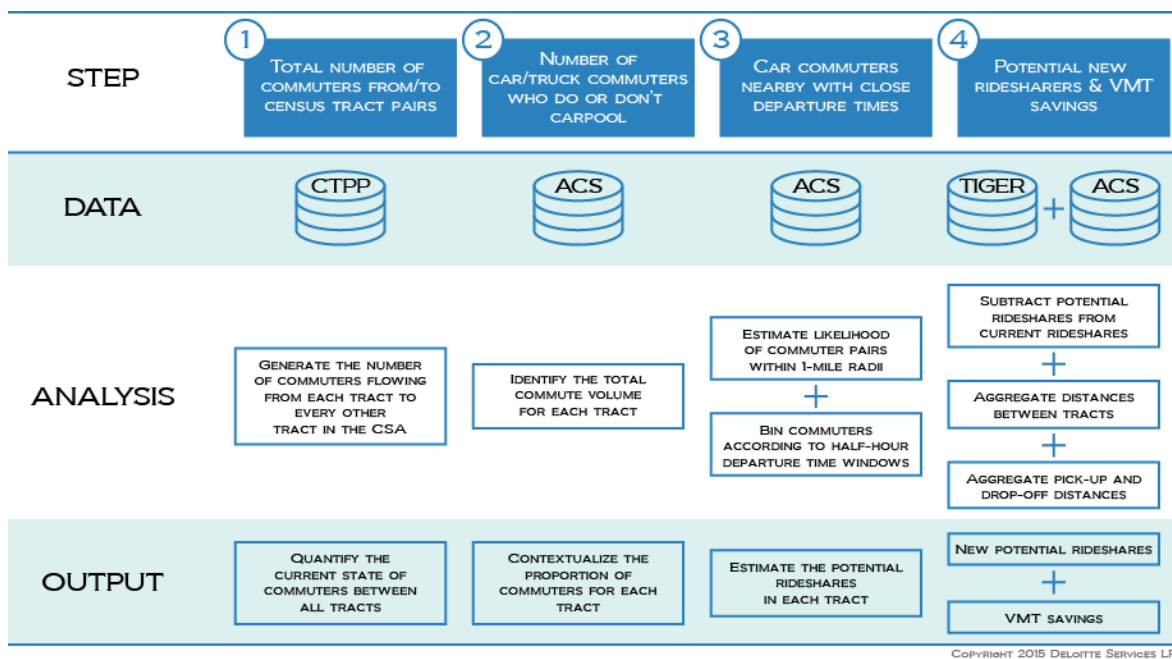 STEP
1
TOTAL NUMBER OF
COMMUTERS FROM/TO
CENSUS TRACT PAIRS
2
NUMBER OF
CAR/TRUCK COMMUTERS
WHO DO OR DON'T
CARPOOL
3
CAR COMMUTERS
NEARBY WITH CLOSE
DEPARTURE TIMES
4
POTENTIAL NEW
RIDESHARERS & VMT
SAVINGS
DATA
CTPP
ACS
ACS
TIGER
+
ACS
ANALYSIS
GENERATE THE NUMBER
OF COMMUTERS FLOWING
FROM EACH TRACT TO
EVERY OTHER
TRACT IN THE CSA
IDENTIFY THE TOTAL
COMMUTE VOLUME
FOR EACH TRACT
ESTIMATE LIKELIHOOD
OF COMMUTER PAIRS
WITHIN 1-MILE RADII
+
BIN COMMUTERS
ACCORDING TO HALF-HOUR
DEPARTURE TIME WINDOWS
SUBTRACT POTENTIAL
RIDESHARES FROM
CURRENT RIDESHARES
+
AGGREGATE DISTANCES
BETWEEN TRACTS
+
AGGREGATE PICK-UP AND
DROP-OFF DISTANCES
OUTPUT
QUANTIFY THE
CURRENT STATE OF
COMMUTERS BETWEEN
ALL TRACTS
CONTEXTUALIZE THE
PROPORTION OF
COMMUTERS FOR EACH
TRACT
ESTIMATE THE POTENTIAL
RIDESHARES
IN EACH TRACT
NEW POTENTIAL RIDESHARES
+
VMT SAVINGS
COPYRIGHT 2015 DELOITTE SERVICES LP